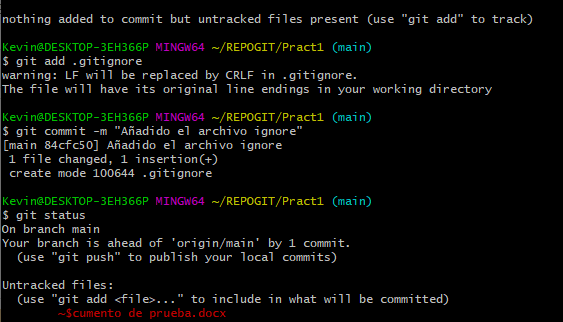 nothing added to commit but untracked files present (use "git add" to track)
Kevin@DESKTOP-3EH366P MINGW64 ~/REPOGIT/Pract1 (main)
$ git add .gitignore
warning: LF will be replaced by CRLF in .gitignore.
The file will have its original line endings in your working directory
Kevin@DESKTOP-3EH366P MINGW64 ~/REPOGIT/Pract1 (main)
$ git commit -m "Añadido el archivo ignore"
[main 84cfc50] Añadido el archivo ignore
 1 file changed, 1 insertion(+)
 create mode 100644 .gitignore
Kevin@DESKTOP-3EH366P MINGW64 ~/REPOGIT/Pract1 (main)
$ git status
On branch main
Your branch is ahead of 'origin/main' by 1 commit.
  (use "git push" to publish your local commits)
Untracked files:
  (use "git add <file>..." to include in what will be committed)
        ~$cumento de prueba.docx